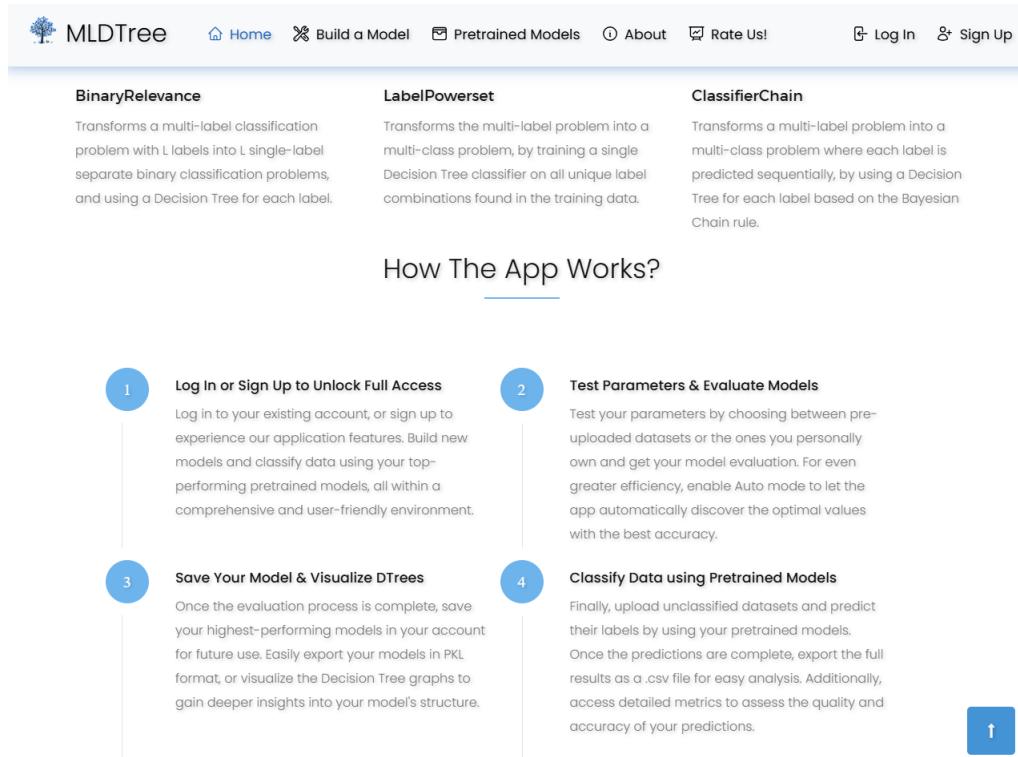 MLDTree
Home
Build a Model
Pretrained Models
About
Rate Us!
Log In
Sign Up
BinaryRelevance
Transforms a multi-label classification
problem with L labels into L single-label
separate binary classification problems,
and using a Decision Tree for each label.
LabelPowerset
Transforms the multi-label problem into a
multi-class problem, by training a single
Decision Tree classifier on all unique label
combinations found in the training data.
ClassifierChain
Transforms a multi-label problem into a
multi-class problem where each label is
predicted sequentially, by using a Decision
Tree for each label based on the Bayesian
Chain rule.
How The App Works?
1
Log In or Sign Up to Unlock Full Access
Log in to your existing account, or sign up to
experience our application features. Build new
models and classify data using your top-
performing pretrained models, all within a
comprehensive and user-friendly environment.
2
Test Parameters & Evaluate Models
Test your parameters by choosing between pre-
uploaded datasets or the ones you personally
own and get your model evaluation. For even
greater efficiency, enable Auto mode to let the
app automatically discover the optimal values
with the best accuracy.
3
Save Your Model & Visualize DTrees
Once the evaluation process is complete, save
your highest-performing models in your account
for future use. Easily export your models in PKL
format, or visualize the Decision Tree graphs to
gain deeper insights into your model's structure.
4
Classify Data using Pretrained Models
Finally, upload unclassified datasets and predict
their labels by using your pretrained models.
Once the predictions are complete, export the full
results as a .csv file for easy analysis. Additionally,
access detailed metrics to assess the quality and
accuracy of your predictions.